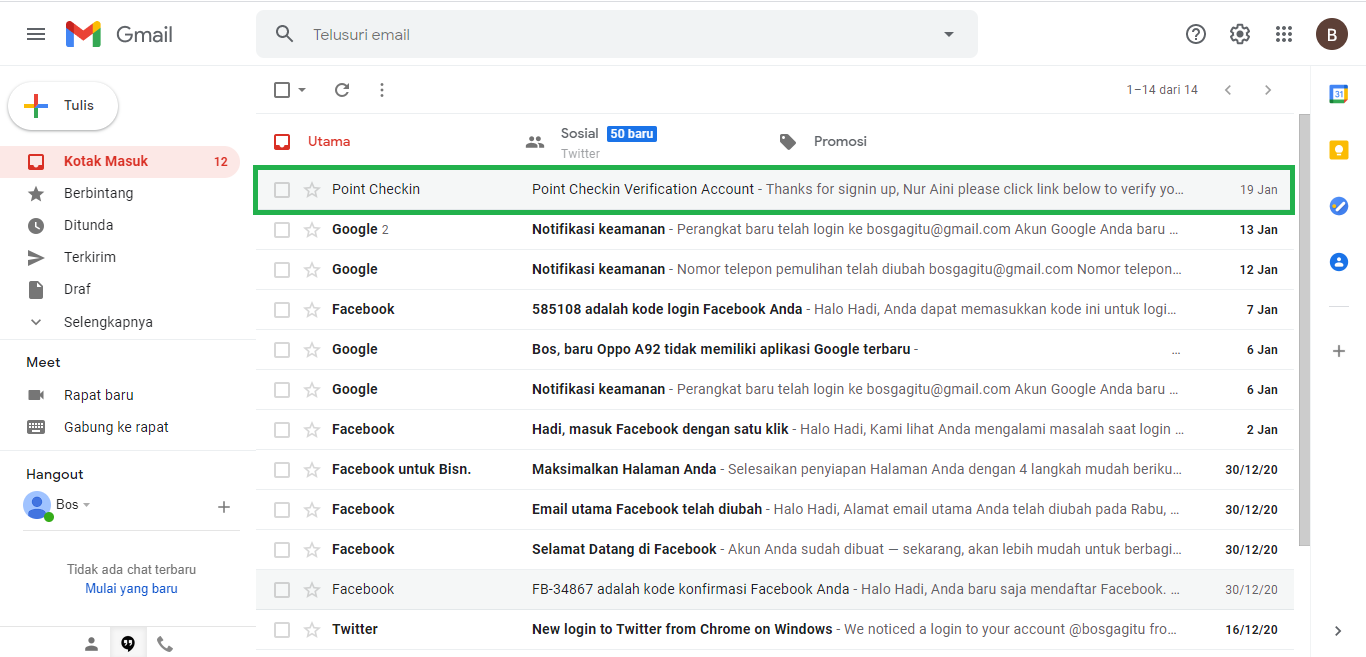 Gmail
Telusuri email
B
Tulis
1–14 dari 14
31
Utama
Sosial 50 baru
Twitter
Promosi
Kotak Masuk 12
Berbintang
Ditunda
Terkirim
Draf
Selengkapnya
Meet
Rapat baru
Gabung ke rapat
Hangout
Bos
Tidak ada chat terbaru
Mulai yang baru
Point Checkin Point Checkin Verification Account - Thanks for signin up, Nur Aini please click link below to verify yo… 19 Jan
Google 2 Notifikasi keamanan - Perangkat baru telah login ke bosgagitu@gmail.com Akun Google Anda baru … 13 Jan
Google Notifikasi keamanan - Nomor telepon pemulihan telah diubah bosgagitu@gmail.com Nomor telepon… 12 Jan
Facebook 585108 adalah kode login Facebook Anda - Halo Hadi, Anda dapat memasukkan kode ini untuk logi… 7 Jan
Google Bos, baru Oppo A92 tidak memiliki aplikasi Google terbaru - … 6 Jan
Google Notifikasi keamanan - Perangkat baru telah login ke bosgagitu@gmail.com Akun Google Anda baru … 6 Jan
Facebook Hadi, masuk Facebook dengan satu klik - Halo Hadi, Kami lihat Anda mengalami masalah saat login … 2 Jan
Facebook untuk Bisn. Maksimalkan Halaman Anda - Selesaikan penyiapan Halaman Anda dengan 4 langkah mudah beriku… 30/12/20
Facebook Email utama Facebook telah diubah - Halo Hadi, Alamat email utama Anda telah diubah pada Rabu, … 30/12/20
Facebook Selamat Datang di Facebook - Akun Anda sudah dibuat — sekarang, akan lebih mudah untuk berbagi… 30/12/20
Facebook FB-34867 adalah kode konfirmasi Facebook Anda - Halo Hadi, Anda baru saja mendaftar Facebook. … 30/12/20
Twitter New login to Twitter from Chrome on Windows - We noticed a login to your account @bosgagitu fro… 16/12/20